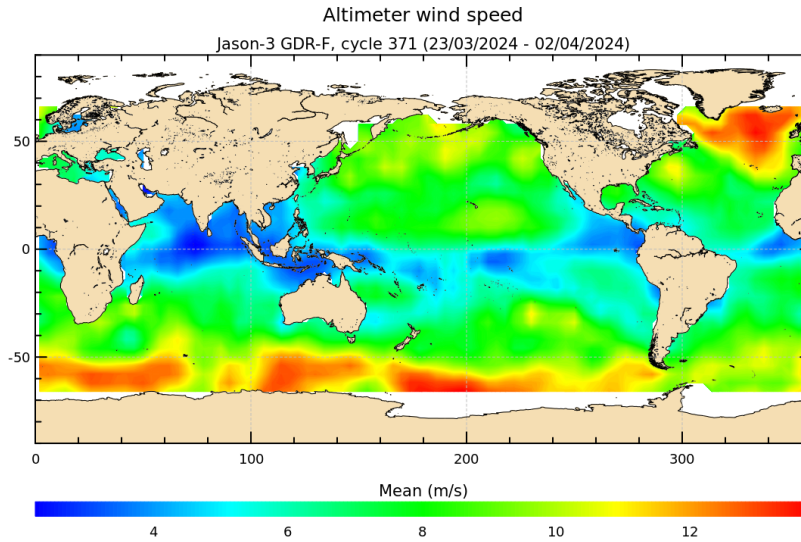 Altimeter wind speed
Jason-3 GDR-F, cycle 371 (23/03/2024 - 02/04/2024)
50
0
-50
0 100 200 300
Mean (m/s)
4 6 8 10 12